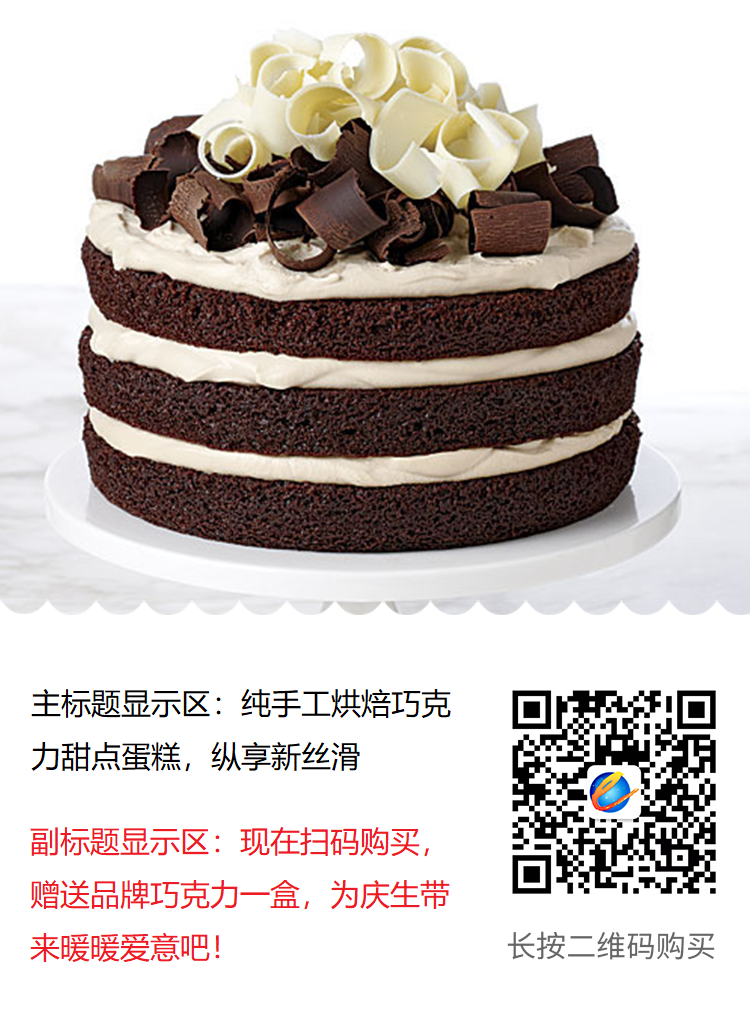 主标题显示区：纯手工烘焙巧克
力甜点蛋糕，纵享新丝滑
副标题显示区：现在扫码购买，
赠送品牌巧克力一盒，为庆生带
来暖暖爱意吧！
长按二维码购买